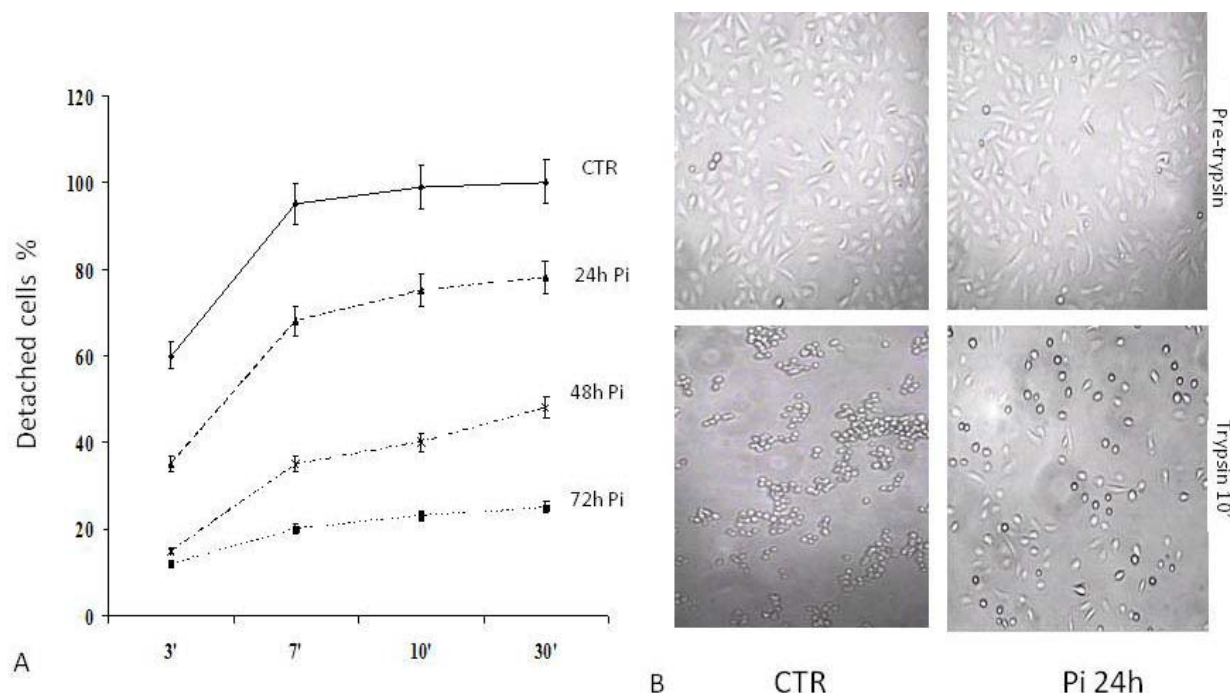 120
100
80
60
40
20
0
Detached cells %
CTR
24h Pi
48h Pi
72h Pi
3' 7' 10' 30'
A
Pre-trypsin
Trypsin 10'
B
CTR Pi 24h